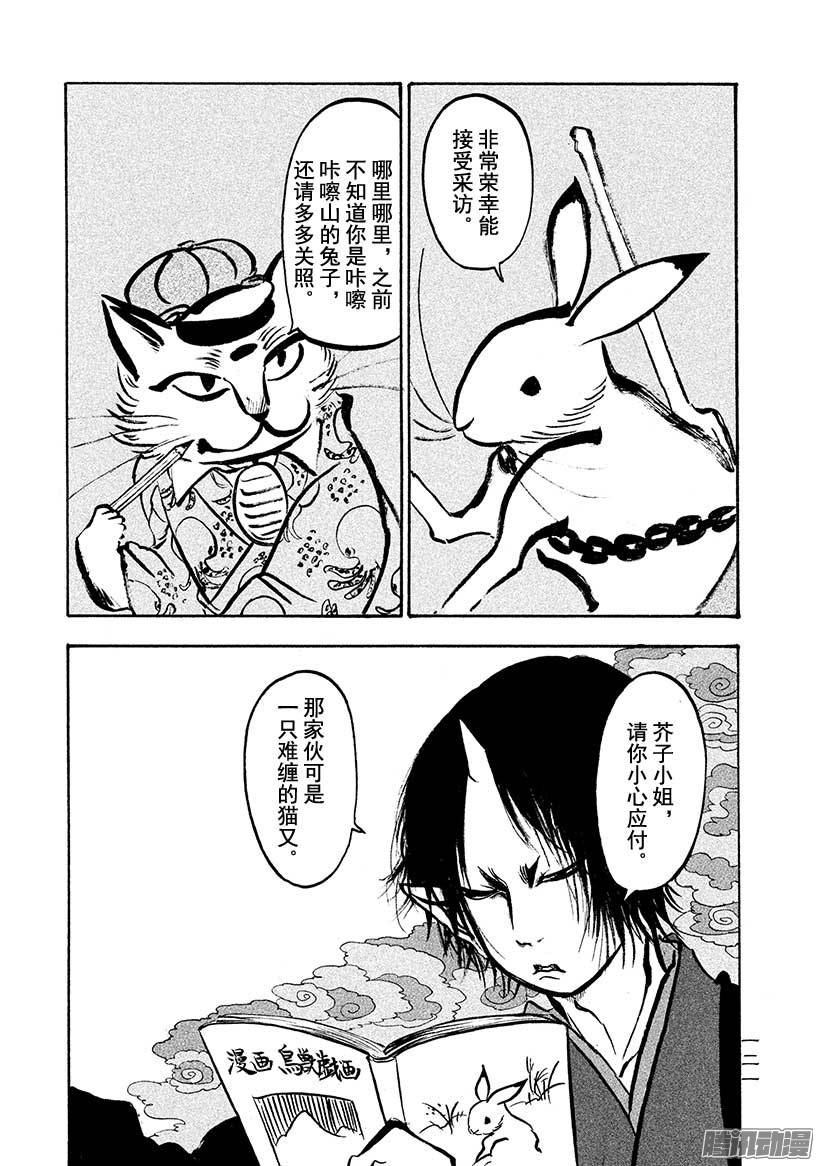 非常荣幸能
接受采访。
哪里哪里，之前
不知道你是咔嚓
咔嚓山的兔子，
还请多多关照。
芥子小姐，
请你小心应付。
那家伙可是
一只难缠的猫又。
漫画 鳥獣戯画
一二一
腾讯动漫